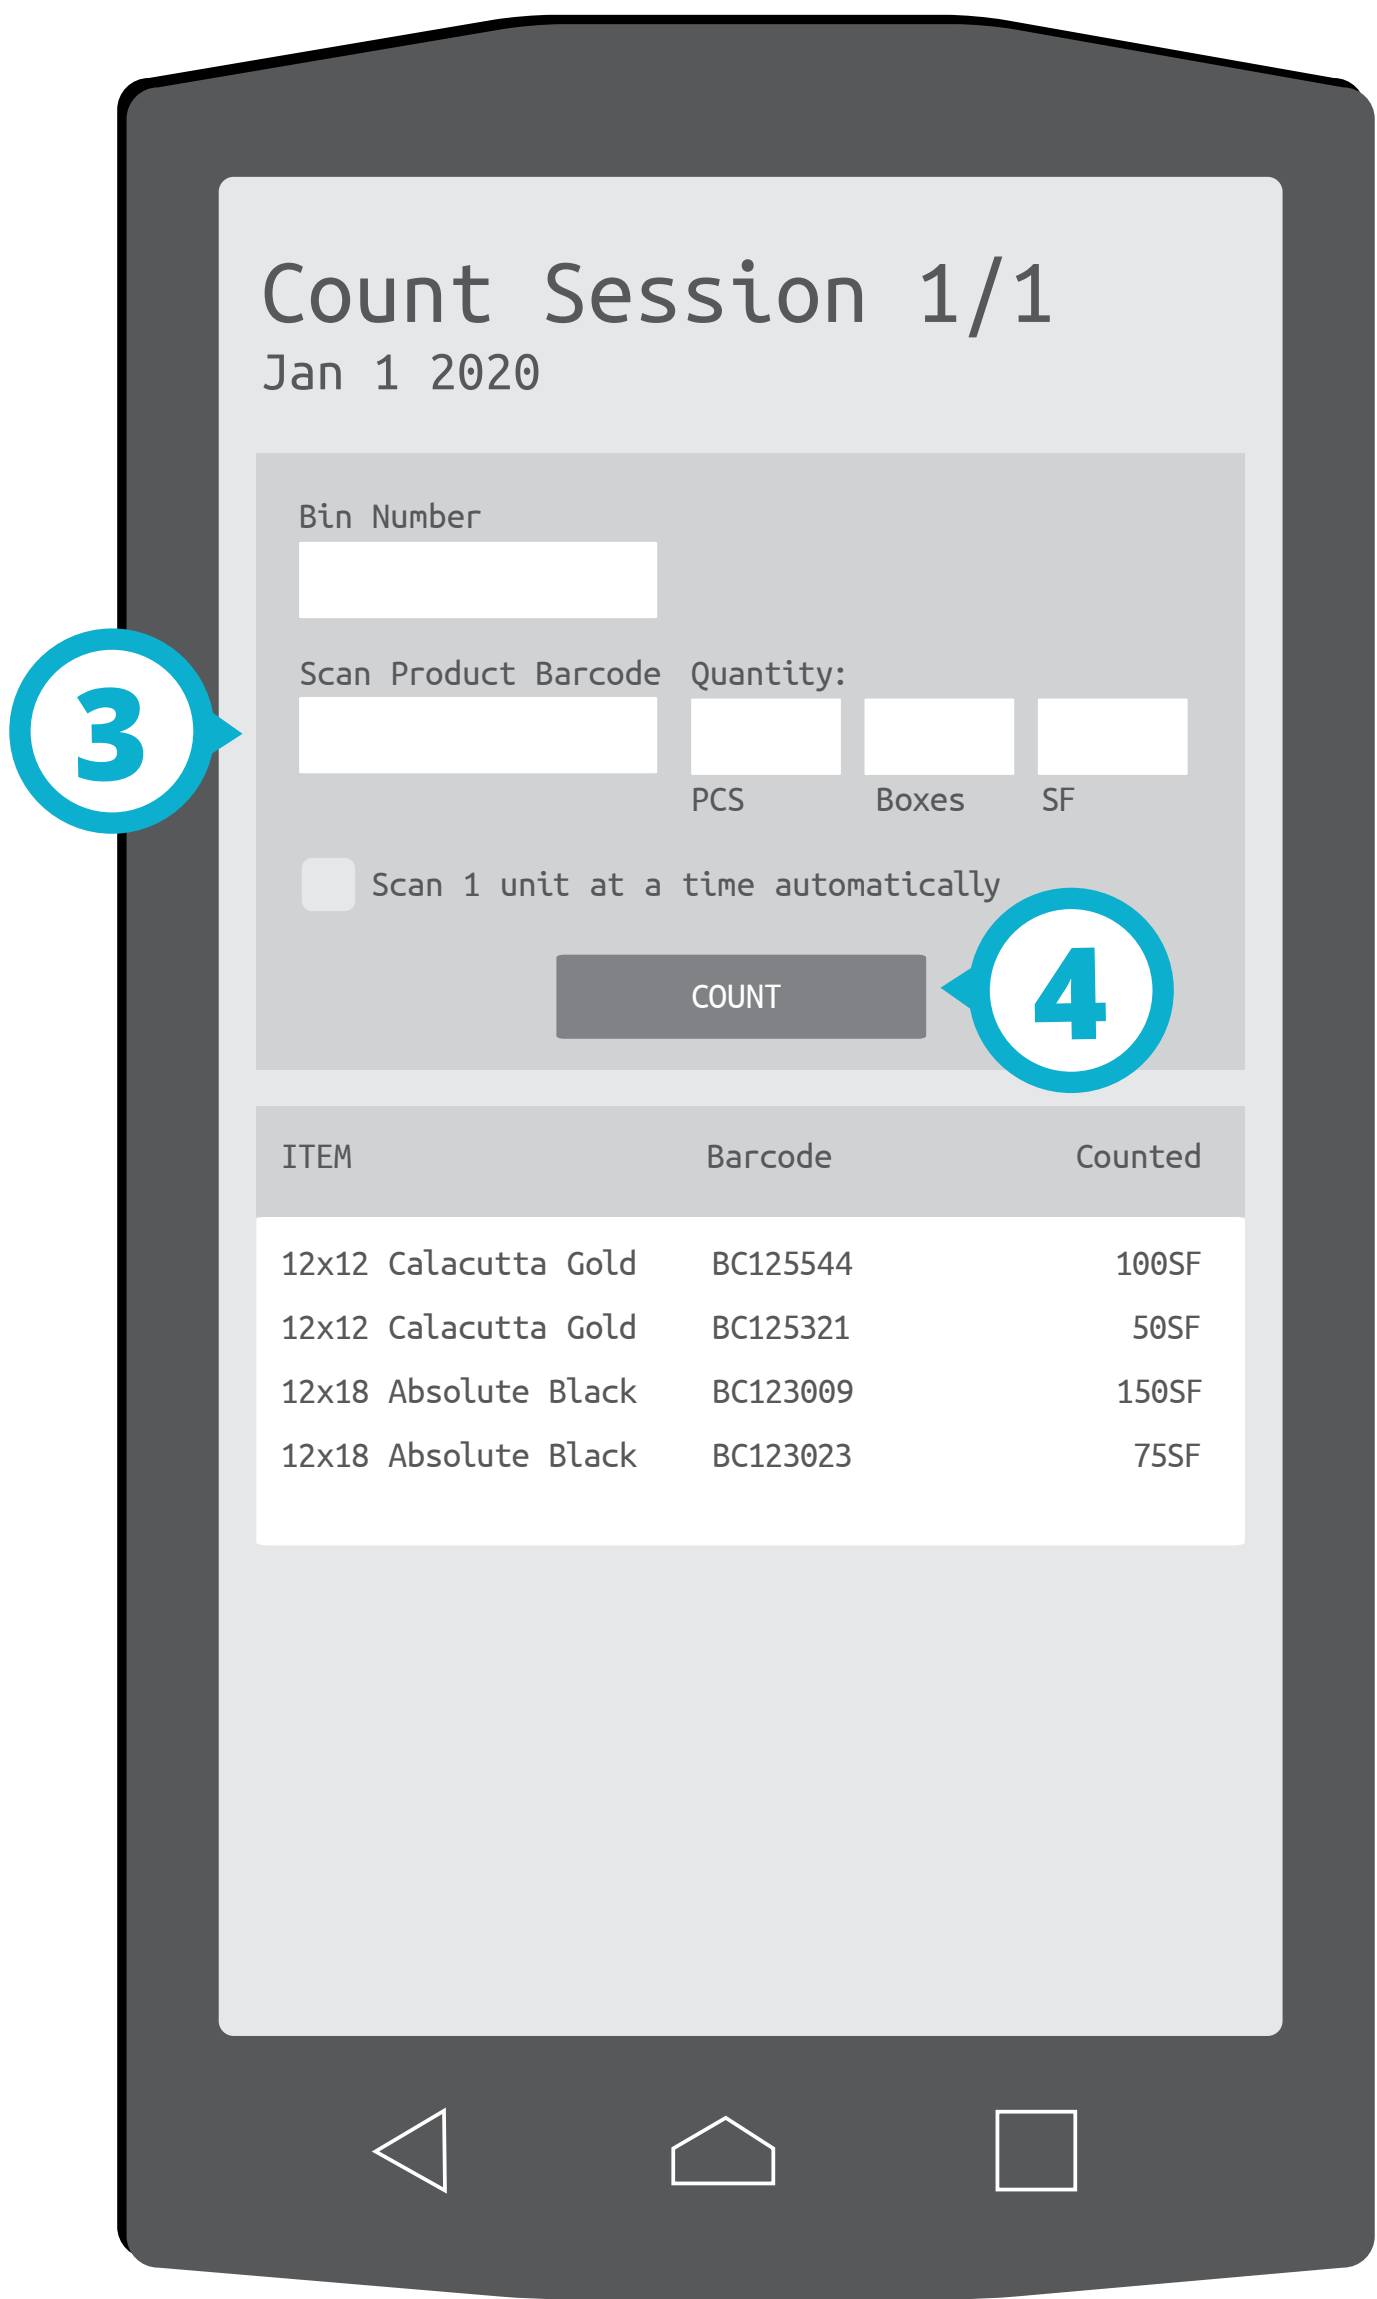 Count Session 1/1
Jan 1 2020
Bin Number
3
Scan Product Barcode Quantity:
PCS Boxes SF
Scan 1 unit at a time automatically
COUNT
4
ITEM Barcode Counted
12x12 Calacutta Gold BC125544 100SF
12x12 Calacutta Gold BC125321 50SF
12x18 Absolute Black BC123009 150SF
12x18 Absolute Black BC123023 75SF